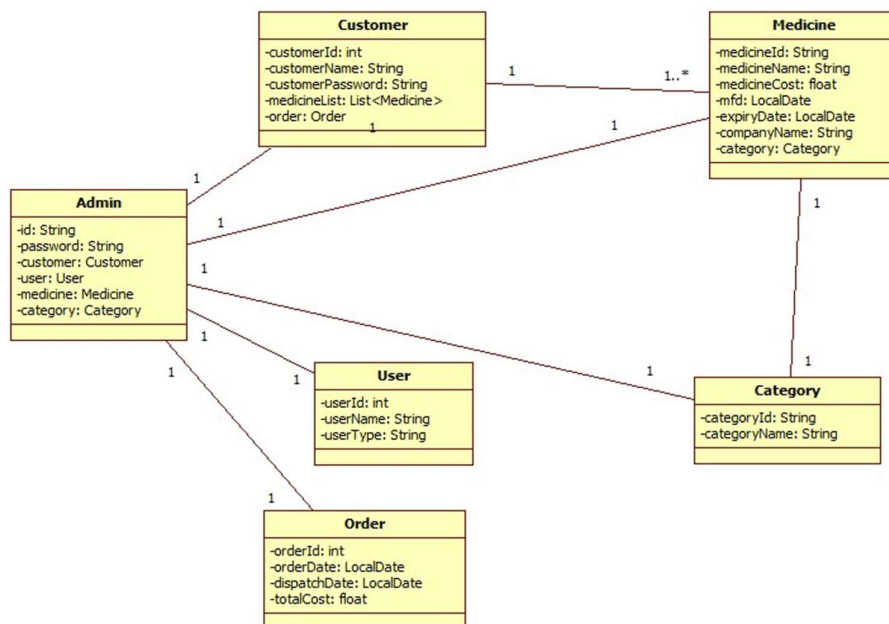 Customer
-customerId: int
-customerName: String
-customerPassword: String
-medicineList: List<Medicine>
-order: Order
1
1
1..*
Medicine
-medicineId: String
-medicineName: String
-medicineCost: float
-mfd: LocalDate
-expiryDate: LocalDate
-companyName: String
-category: Category
1
1
1
1
1
Admin
-id: String
-password: String
-customer: Customer
-user: User
-medicine: Medicine
-category: Category
1
1
1
1
1
1
User
-userId: int
-userName: String
-userType: String
Category
-categoryId: String
-categoryName: String
1
Order
-orderId: int
-orderDate: LocalDate
-dispatchDate: LocalDate
-totalCost: float